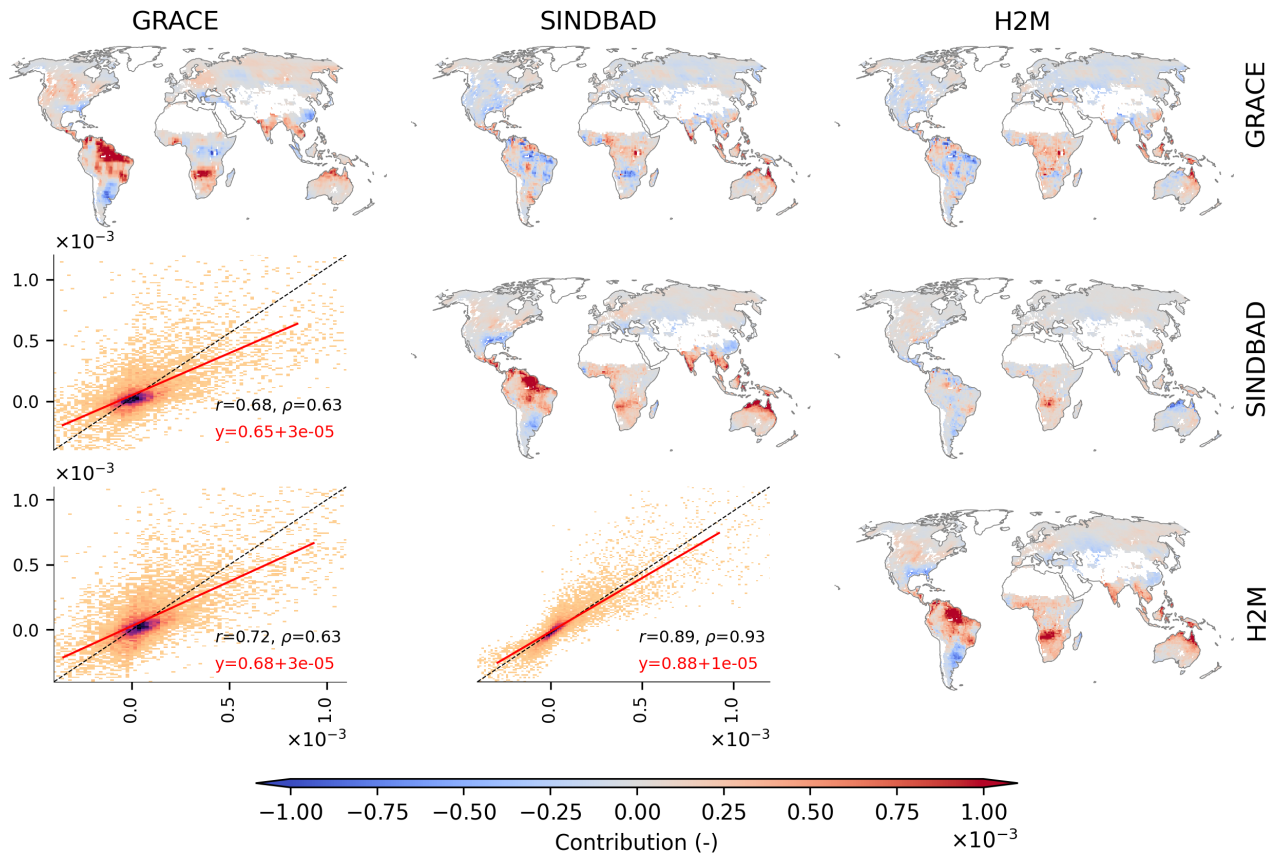 GRACE SINDBAD H2M
GRACE
×10⁻³
1.0
0.5
0.0
r=0.68, ρ=0.63
y=0.65+3e-05
SINDBAD
×10⁻³
1.0
0.5
0.0
r=0.72, ρ=0.63
y=0.68+3e-05
r=0.89, ρ=0.93
y=0.88+1e-05
H2M
0.0 0.5 1.0
×10⁻³
0.0 0.5 1.0
×10⁻³
−1.00 −0.75 −0.50 −0.25 0.00 0.25 0.50 0.75 1.00
Contribution (-)
×10⁻³